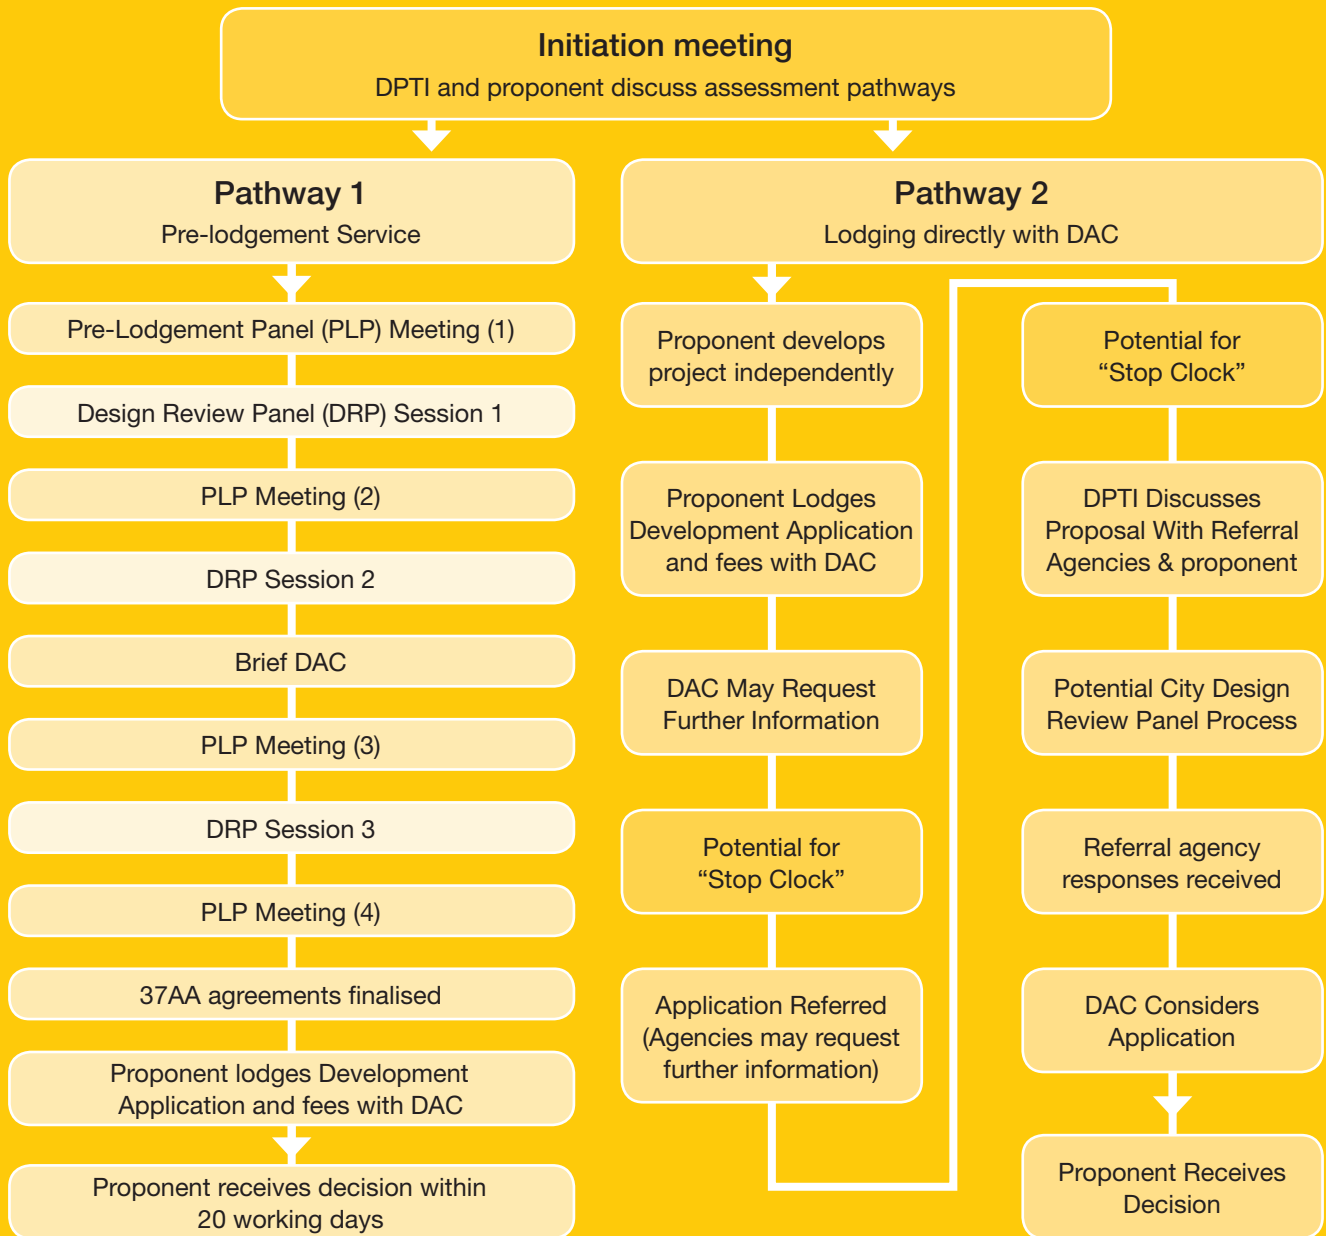 Initiation meeting
DPTI and proponent discuss assessment pathways
Pathway 1
Pre-lodgement Service
Pre-Lodgement Panel (PLP) Meeting (1)
Design Review Panel (DRP) Session 1
PLP Meeting (2)
DRP Session 2
Brief DAC
PLP Meeting (3)
DRP Session 3
PLP Meeting (4)
37AA agreements finalised
Proponent lodges Development
Application and fees with DAC
Proponent receives decision within
20 working days
Pathway 2
Lodging directly with DAC
Proponent develops
project independently
Proponent Lodges
Development Application
and fees with DAC
DAC May Request
Further Information
Potential for
“Stop Clock”
Application Referred
(Agencies may request
further information)
Potential for
“Stop Clock”
DPTI Discusses
Proposal With Referral
Agencies & proponent
Potential City Design
Review Panel Process
Referral agency
responses received
DAC Considers
Application
Proponent Receives
Decision